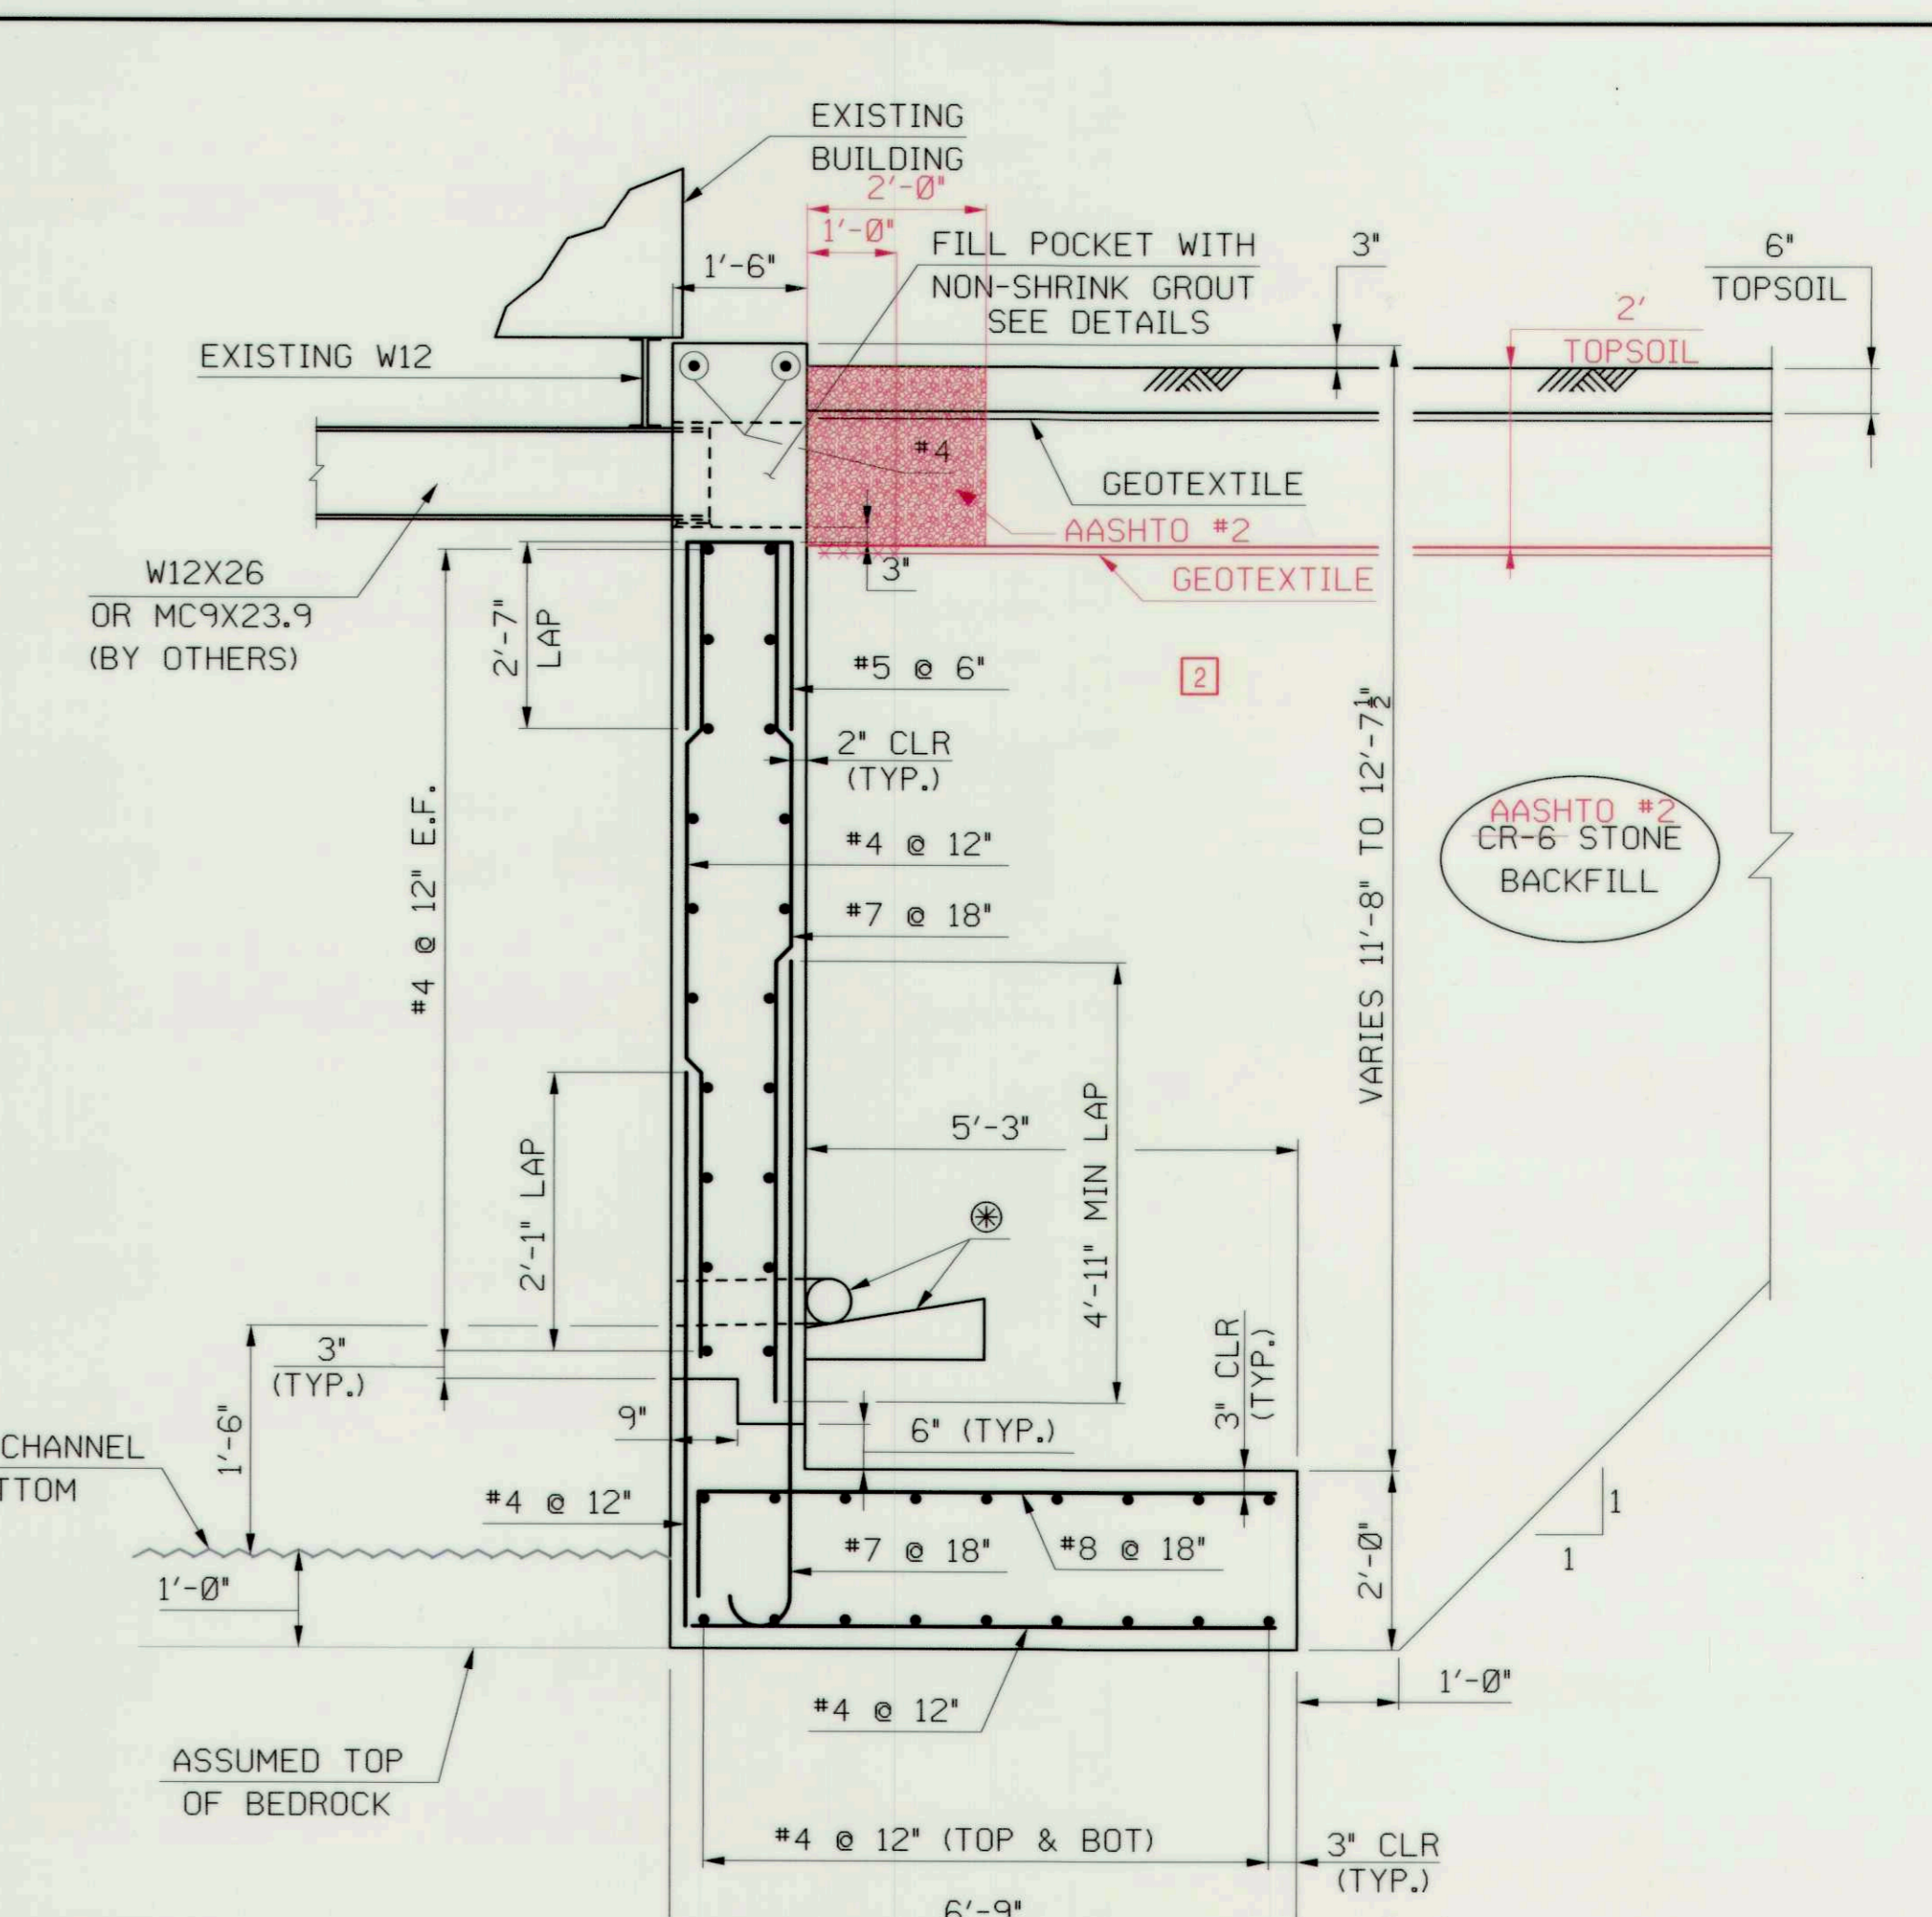 EXISTING
BUILDING
2'-0"
1'-0"
1'-6"
FILL POCKET WITH
NON-SHRINK GROUT
SEE DETAILS
3"
6"
TOPSOIL
2'
TOPSOIL
EXISTING W12
#4
GEOTEXTILE
AASHTO #2
GEOTEXTILE
3"
W12X26
OR MC9X23.9
(BY OTHERS)
2'-7"
LAP
#5 @ 6"
2
2" CLR
(TYP.)
#4 @ 12" E.F.
#4 @ 12"
#7 @ 18"
VARIES 11'-8" TO 12'-7 1/2"
AASHTO #2
CR-6 STONE
BACKFILL
5'-3"
4'-11" MIN LAP
2'-1" LAP
3"
(TYP.)
1'-6"
9"
6" (TYP.)
3" CLR
(TYP.)
CHANNEL
TTOM
#4 @ 12"
#7 @ 18"
#8 @ 18"
2'-0"
1
1
1'-0"
#4 @ 12"
1'-0"
ASSUMED TOP
OF BEDROCK
#4 @ 12" (TOP & BOT)
3" CLR
(TYP.)
6'-9"